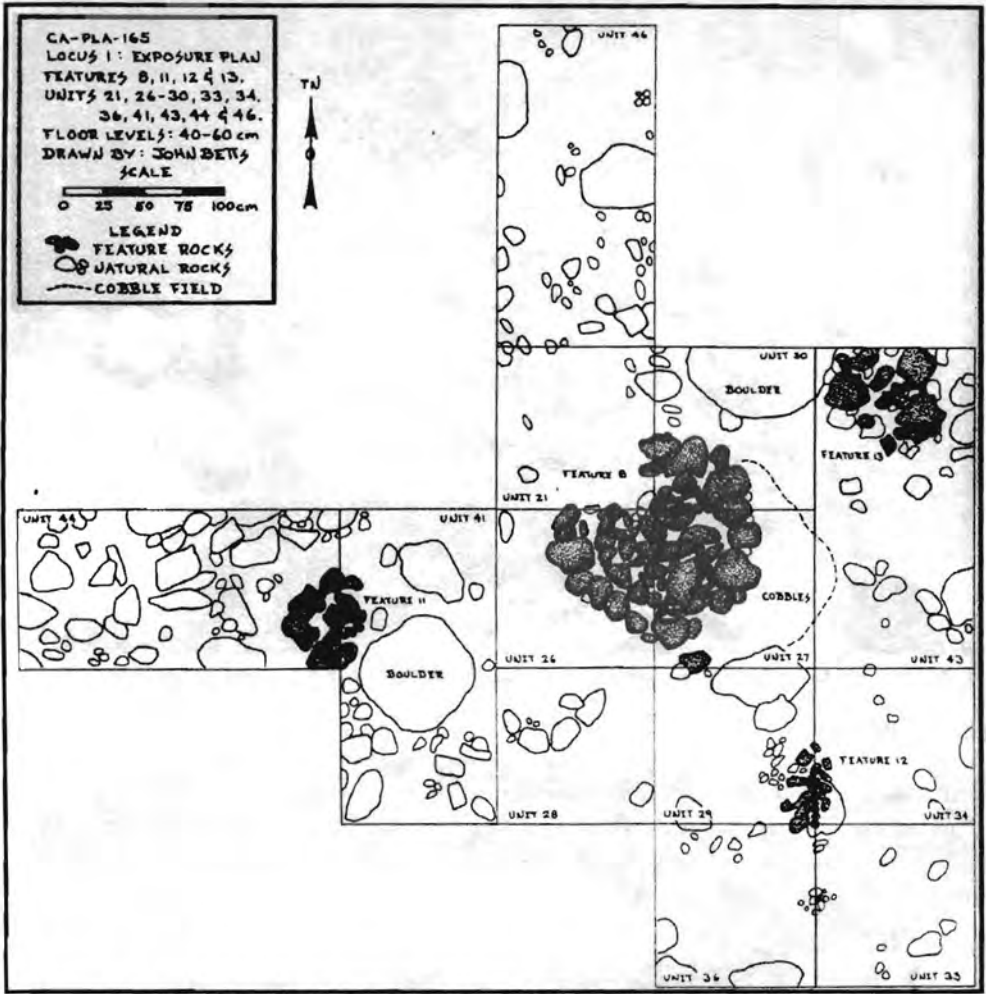 CA-PLA-165
LOCUS 1: EXPOSURE PLAN
FEATURES 8, 11, 12 & 13.
UNITS 21, 26-30, 33, 34.
36, 41, 43, 44 & 46.
FLOOR LEVELS: 40-60 cm
DRAWN BY: JOHN BETTS
SCALE
0 25 50 75 100cm
LEGEND
FEATURE ROCKS
NATURAL ROCKS
COBBLE FIELD
TN
UNIT 46
UNIT 30
BOULDER
FEATURE 13
FEATURE 8
UNIT 21
UNIT 44
UNIT 41
FEATURE 11
COBBLES
BOULDER
UNIT 26
UNIT 27
UNIT 43
FEATURE 12
UNIT 28
UNIT 29
UNIT 34
UNIT 36
UNIT 33